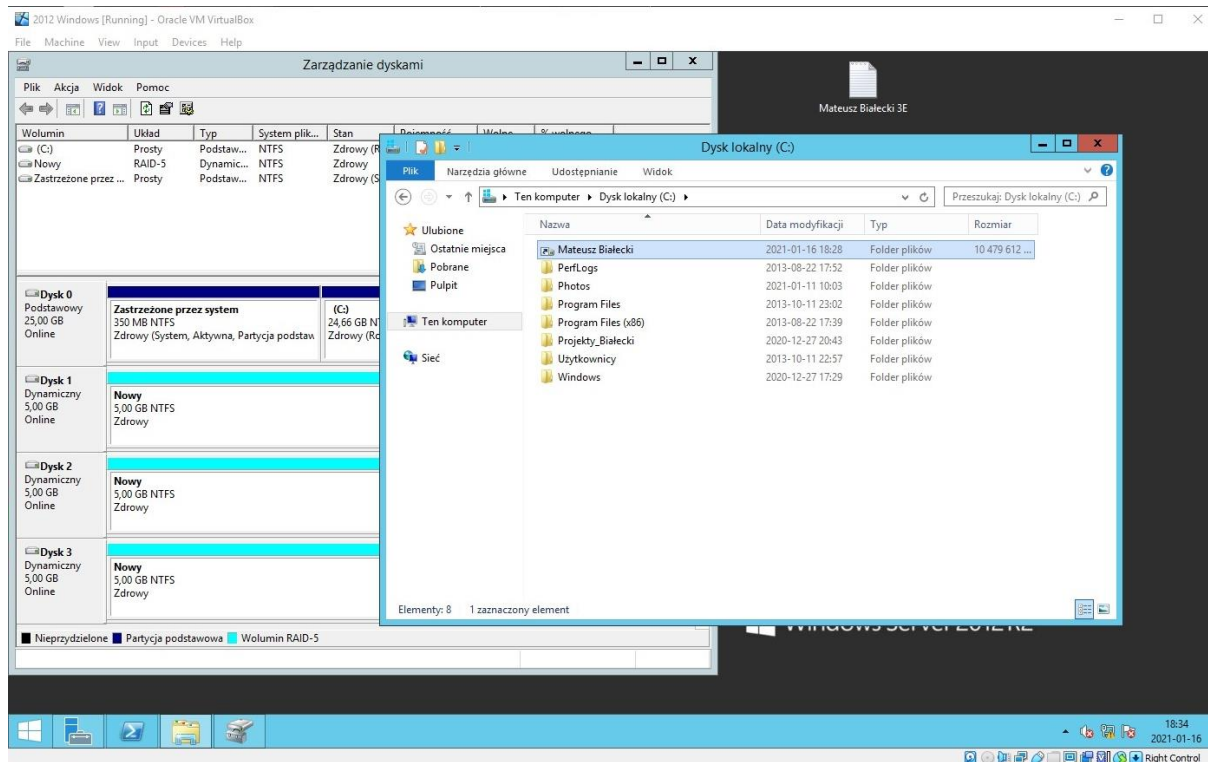 2012 Windows [Running] - Oracle VM VirtualBox
File Machine View Input Devices Help
Zarządzanie dyskami
Plik Akcja Widok Pomoc
Wolumin Układ Typ System plik... Stan Pojemność Wolne % wolnego
(C:) Prosty Podstaw... NTFS Zdrowy (R
Nowy RAID-5 Dynamic... NTFS Zdrowy
Zastrzeżone przez ... Prosty Podstaw... NTFS Zdrowy (S
Dysk 0
Podstawowy
25,00 GB
Online
Zastrzeżone przez system
350 MB NTFS
Zdrowy (System, Aktywna, Partycja podstaw
(C:)
24,66 GB N
Zdrowy (Ro
Dysk 1
Dynamiczny
5,00 GB
Online
Nowy
5,00 GB NTFS
Zdrowy
Dysk 2
Dynamiczny
5,00 GB
Online
Nowy
5,00 GB NTFS
Zdrowy
Dysk 3
Dynamiczny
5,00 GB
Online
Nowy
5,00 GB NTFS
Zdrowy
Nieprzydzielone Partycja podstawowa Wolumin RAID-5
Mateusz Białecki 3E
Dysk lokalny (C:)
Plik Narzędzia główne Udostępnianie Widok
Ten komputer Dysk lokalny (C:)
Przeszukaj: Dysk lokalny (C:)
Ulubione
Ostatnie miejsca
Pobrane
Pulpit
Ten komputer
Sieć
Nazwa Data modyfikacji Typ Rozmiar
Mateusz Białecki 2021-01-16 18:28 Folder plików 10 479 612 ...
PerfLogs 2013-08-22 17:52 Folder plików
Photos 2021-01-11 10:03 Folder plików
Program Files 2013-10-11 23:02 Folder plików
Program Files (x86) 2013-08-22 17:39 Folder plików
Projekty_Białecki 2020-12-27 20:43 Folder plików
Użytkownicy 2013-10-11 22:57 Folder plików
Windows 2020-12-27 17:29 Folder plików
Elementy: 8 1 zaznaczony element
Windows Server 2012 R2
18:34
2021-01-16
Right Control